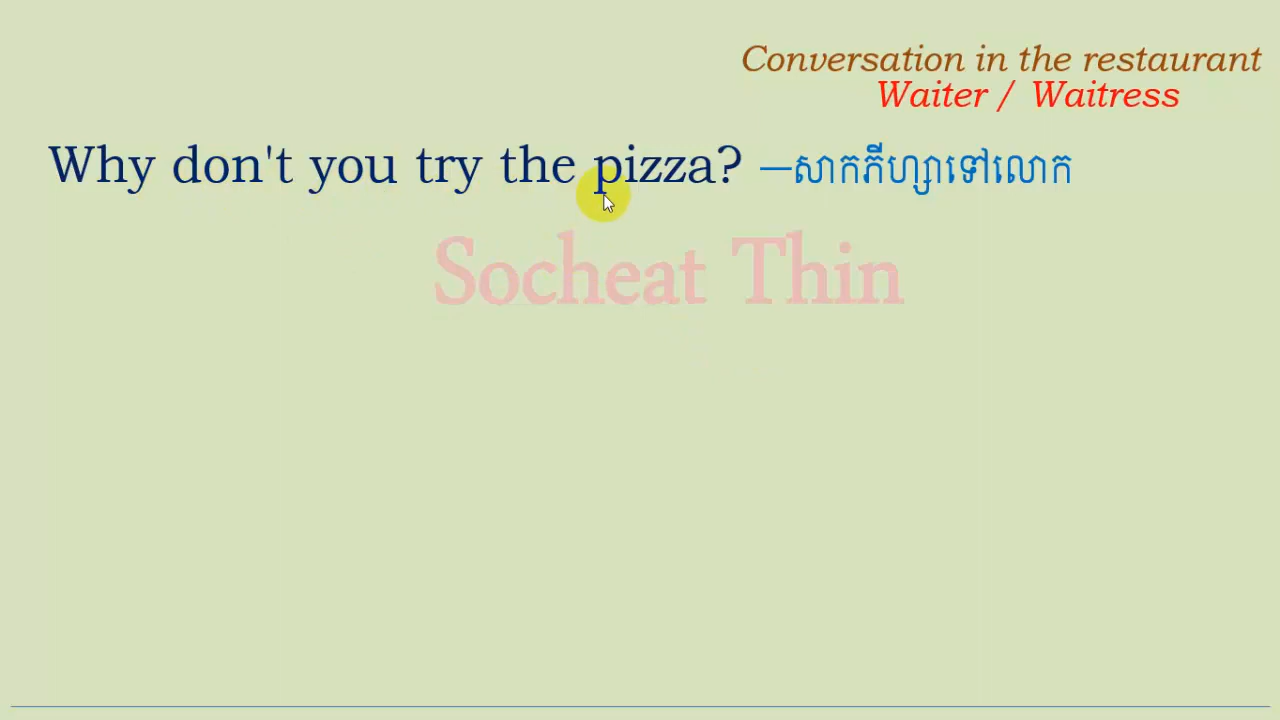 Conversation in the restaurant
Waiter / Waitress
Why don't you try the pizza? —សាកភីហ្សាទៅលោក
Socheat Thin